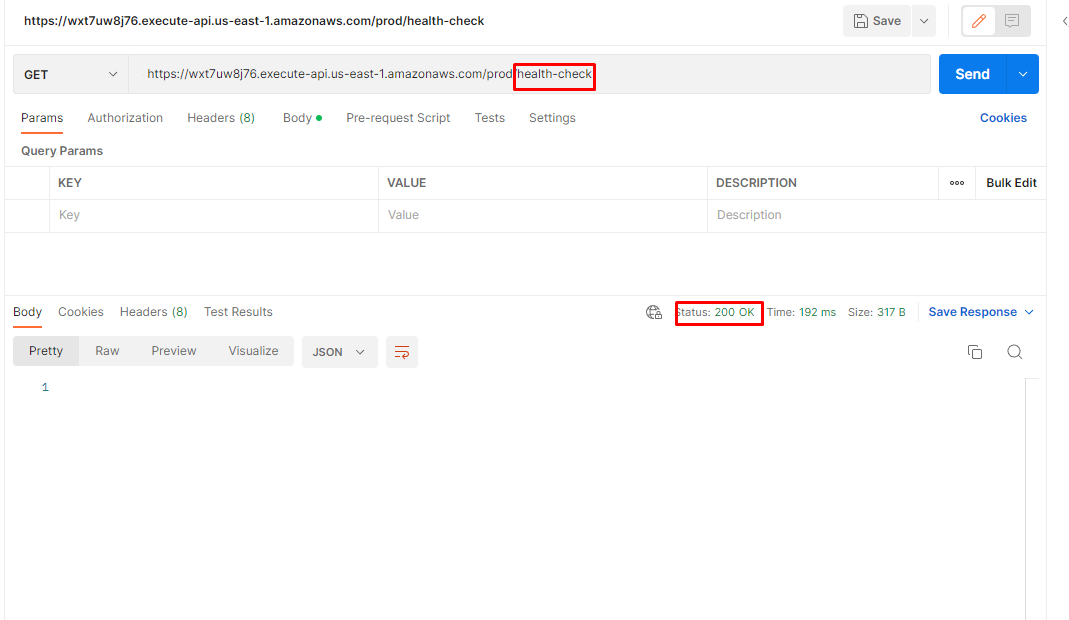 https://wxt7uw8j76.execute-api.us-east-1.amazonaws.com/prod/health-check Save
GET https://wxt7uw8j76.execute-api.us-east-1.amazonaws.com/prod/health-check Send
Params Authorization Headers (8) Body Pre-request Script Tests Settings Cookies
Query Params
KEY VALUE DESCRIPTION Bulk Edit
Key Value Description
Body Cookies Headers (8) Test Results Status: 200 OK Time: 192 ms Size: 317 B Save Response
Pretty Raw Preview Visualize JSON
1